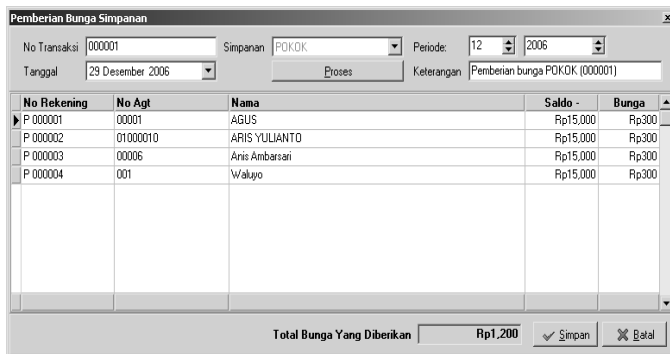 Pemberian Bunga Simpanan
No Transaksi 000001 Simpanan POKOK Periode: 12 2006
Tanggal 29 Desember 2006 Proses Keterangan Pemberian bunga POKOK (000001)
No Rekening No Agt Nama Saldo - Bunga
P 000001 00001 AGUS Rp15,000 Rp300
P 000002 01000010 ARIS YULIANTO Rp15,000 Rp300
P 000003 00006 Anis Ambarsari Rp15,000 Rp300
P 000004 001 Waluyo Rp15,000 Rp300
Total Bunga Yang Diberikan Rp1,200 Simpan Batal